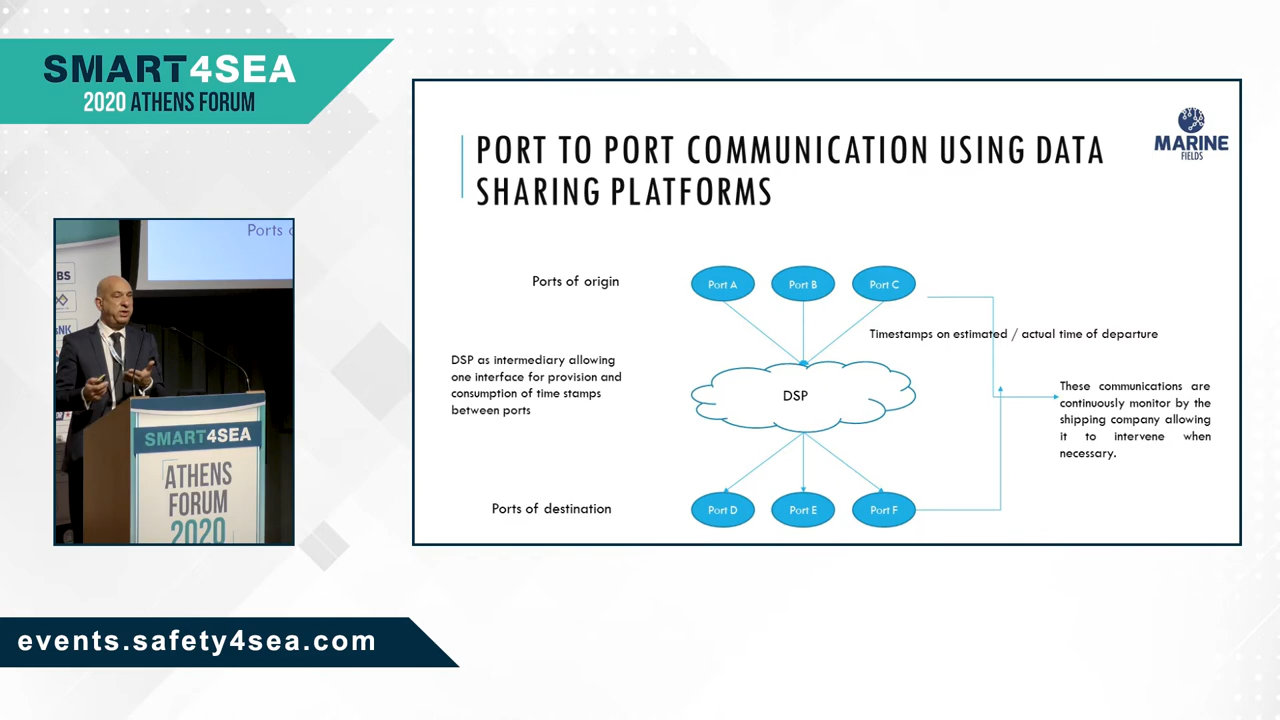 SMART4SEA
2020 ATHENS FORUM
MARINE
FIELDS
PORT TO PORT COMMUNICATION USING DATA
SHARING PLATFORMS
Ports of origin
Port A
Port B
Port C
Timestamps on estimated / actual time of departure
DSP as intermediary allowing
one interface for provision and
consumption of time stamps
between ports
DSP
These communications are
continuously monitor by the
shipping company allowing
it to intervene when
necessary.
Ports of destination
Port D
Port E
Port F
Ports
BS
NK
SMART4SEA
ATHENS
FORUM
2020
events.safety4sea.com